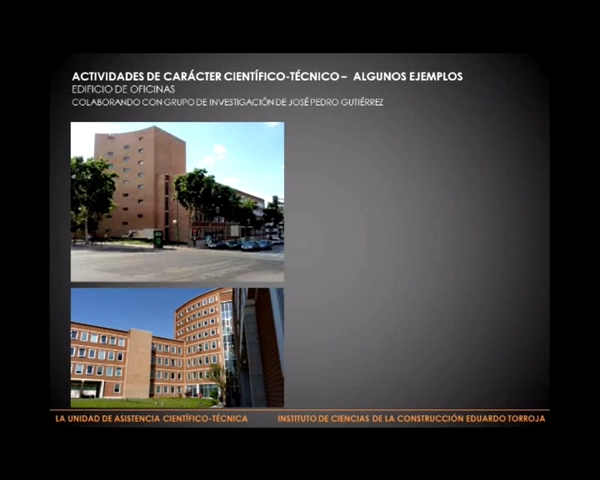 ACTIVIDADES DE CARÁCTER CIENTÍFICO-TÉCNICO – ALGUNOS EJEMPLOS
EDIFICIO DE OFICINAS
COLABORANDO CON GRUPO DE INVESTIGACIÓN DE JOSÉ PEDRO GUTIÉRREZ
LA UNIDAD DE ASISTENCIA CIENTÍFICO-TÉCNICA INSTITUTO DE CIENCIAS DE LA CONSTRUCCIÓN EDUARDO TORROJA